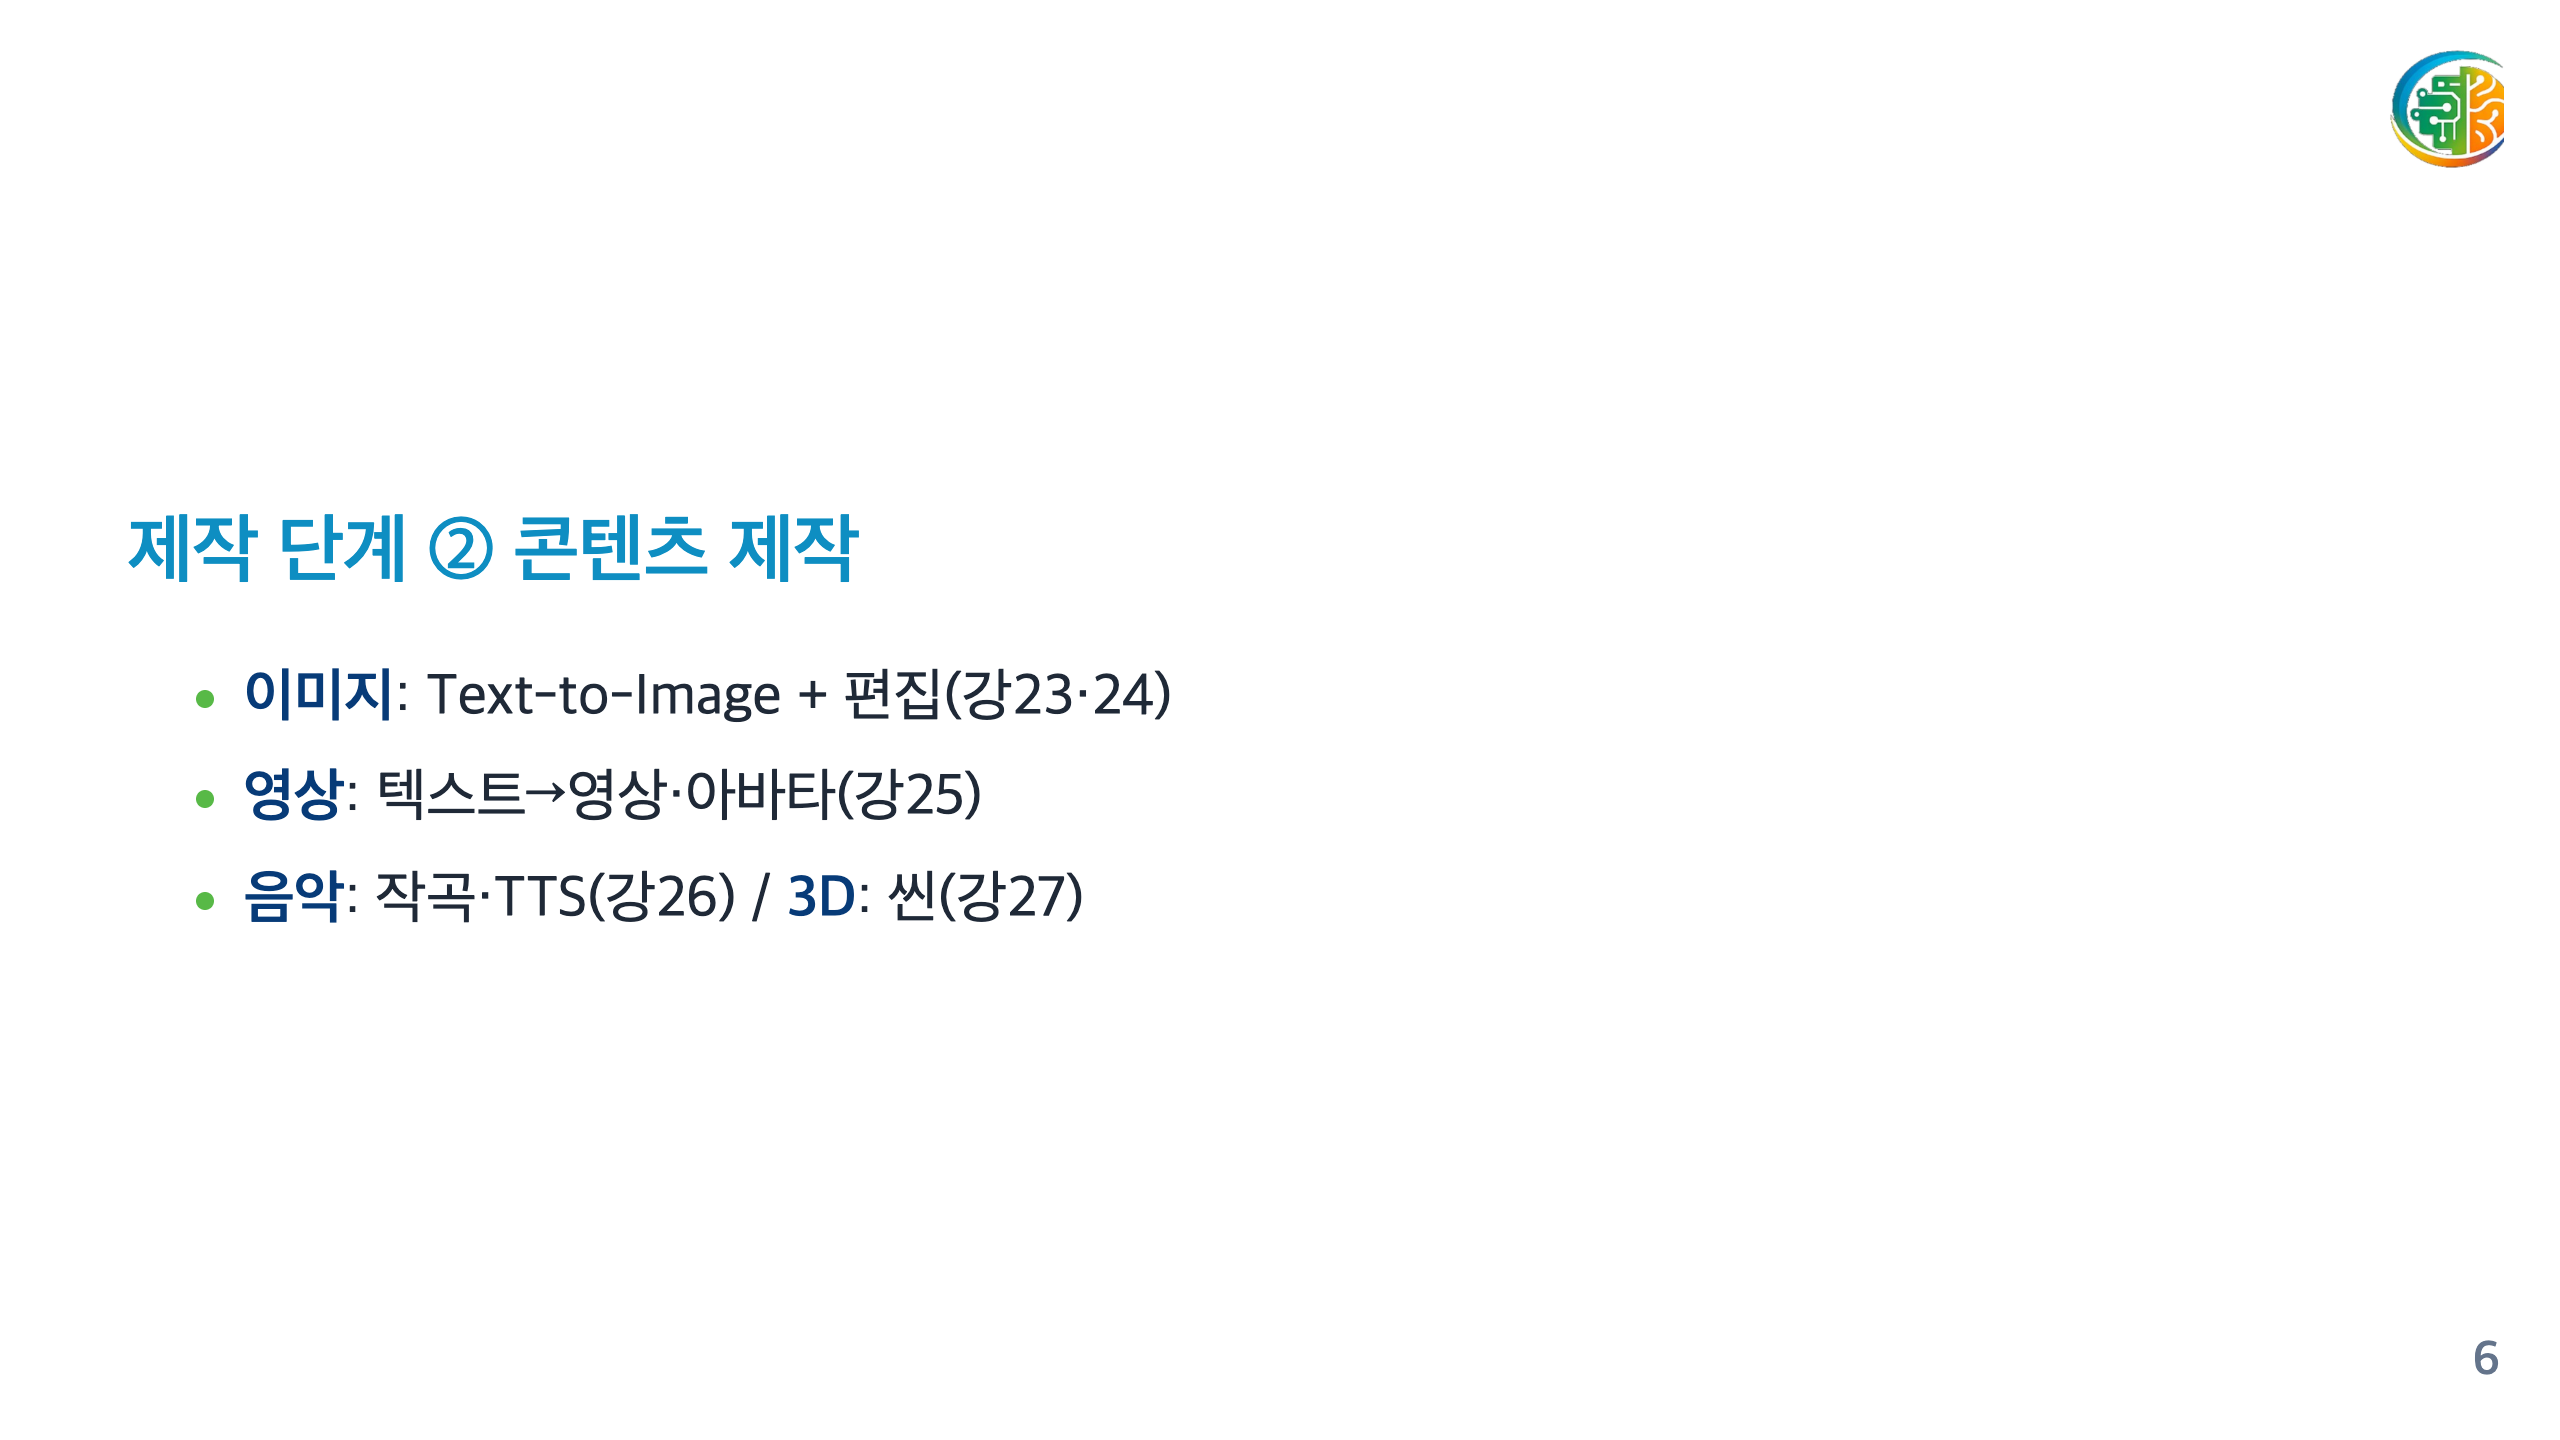 제작 단계 ② 콘텐츠 제작
• 이미지: Text-to-Image + 편집(강23·24)
• 영상: 텍스트→영상·아바타(강25)
• 음악: 작곡·TTS(강26) / 3D: 씬(강27)
6